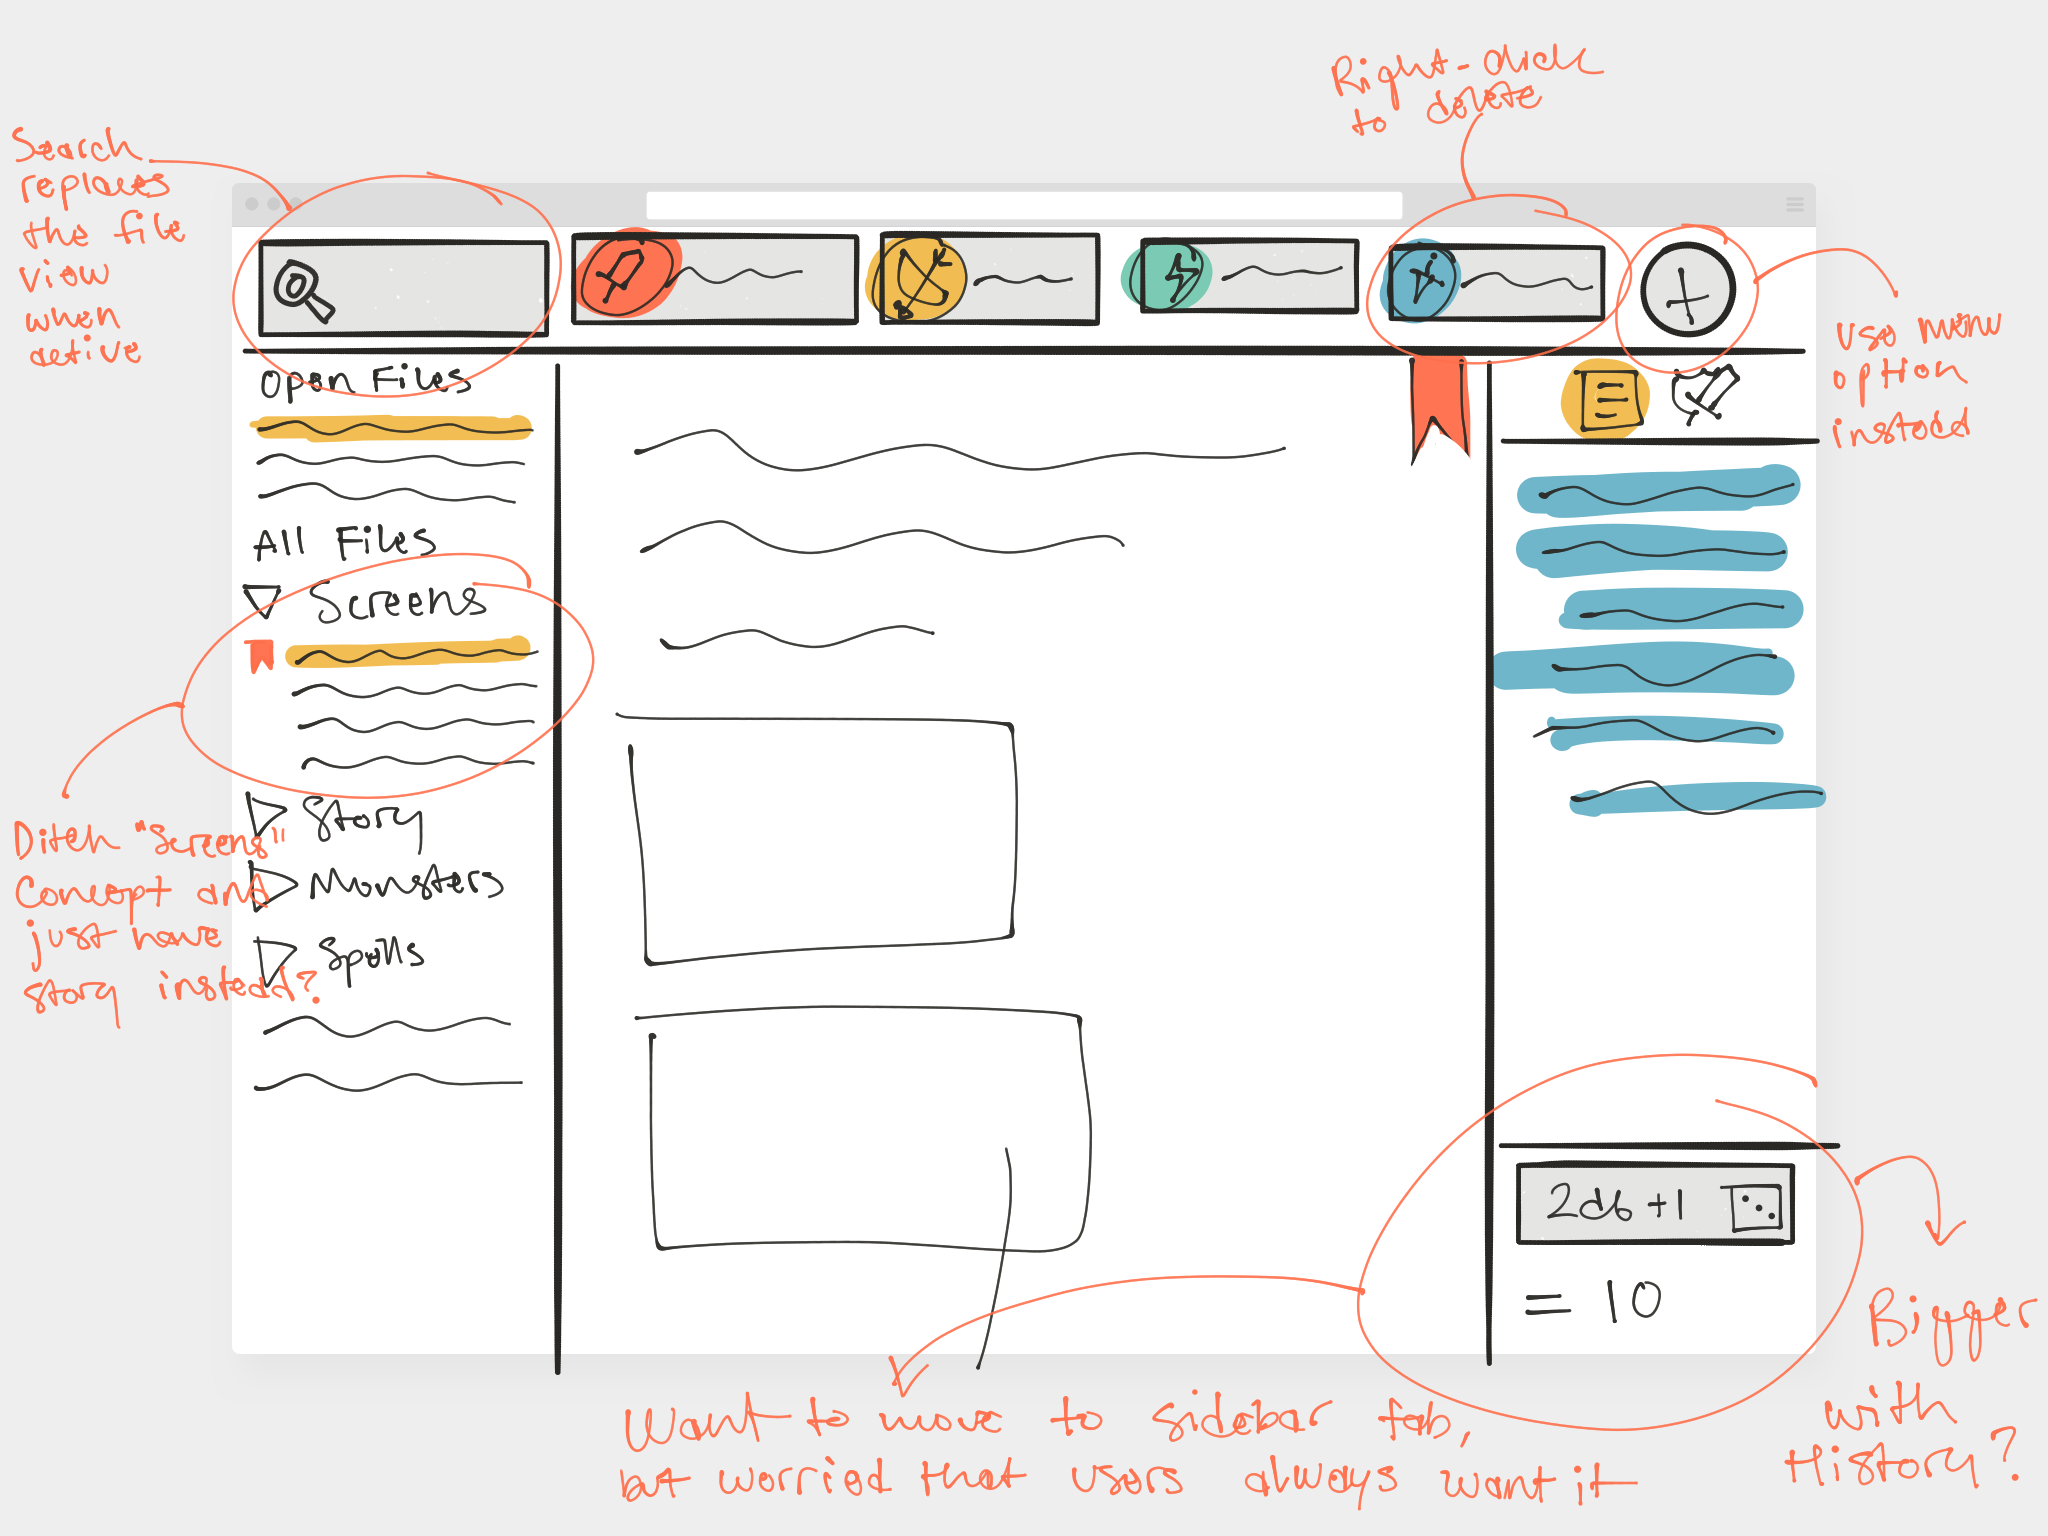 Right-click
to delete
Search
replaces
the file
view
when
active
Use menu
option
instead
Open Files
All Files
Screens
Story
Monsters
Spells
Ditch "Screens"
Concept and
just have
story instead?
2d6 +1
= 10
Bigger
with
History?
Want to move to sidebar tab,
but worried that users always want it